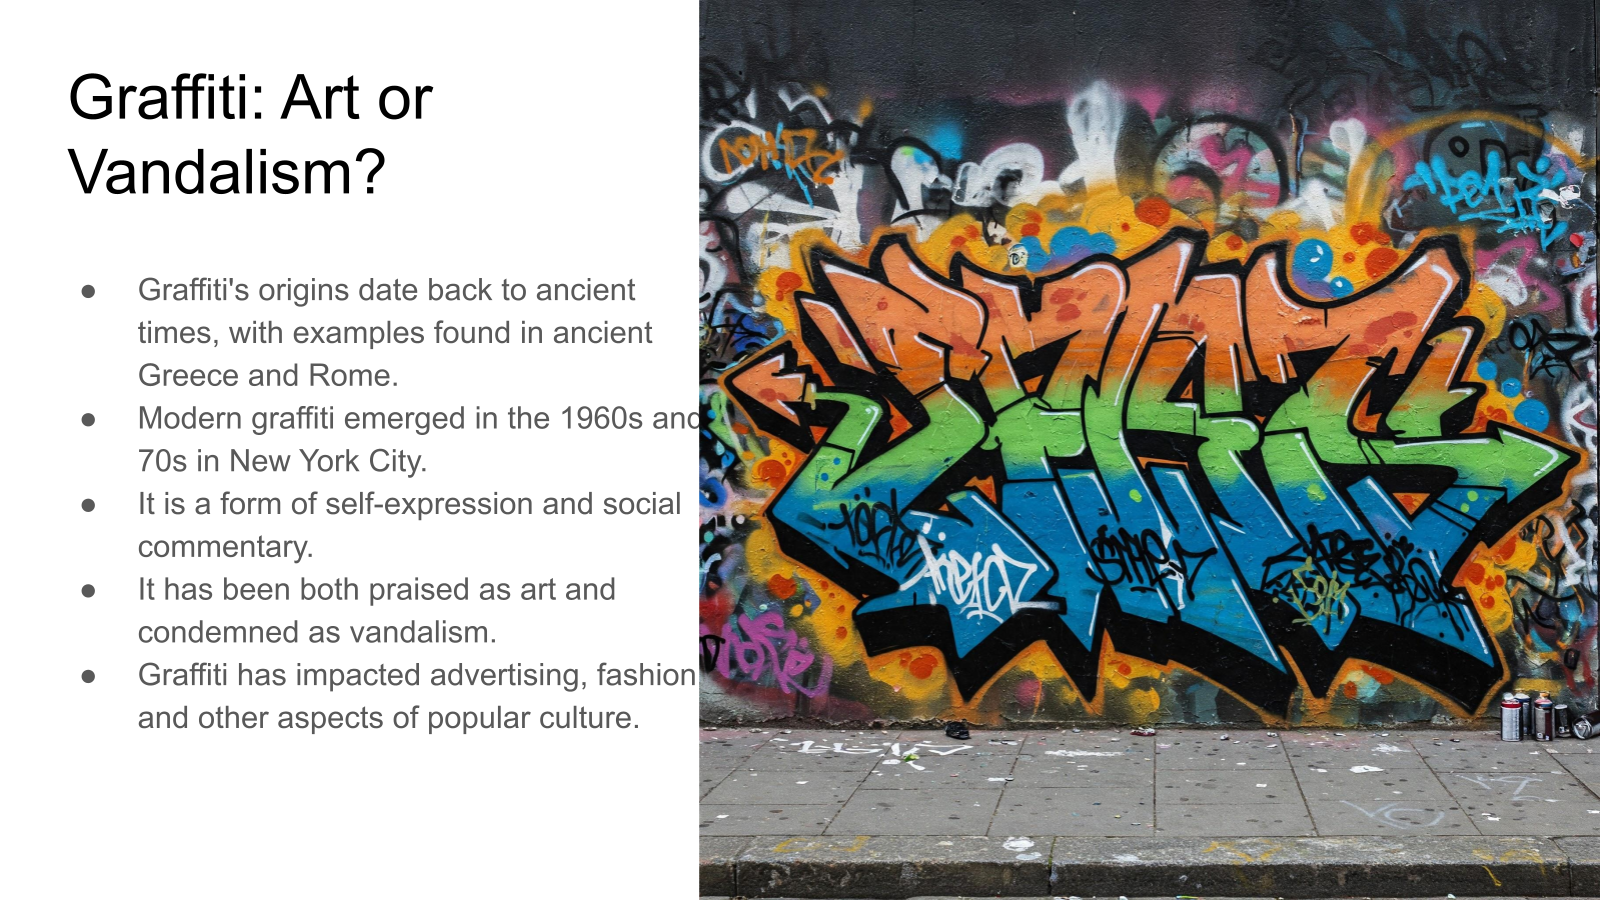 Graffiti: Art or
Vandalism?
● Graffiti's origins date back to ancient
times, with examples found in ancient
Greece and Rome.
● Modern graffiti emerged in the 1960s and
70s in New York City.
● It is a form of self-expression and social
commentary.
● It has been both praised as art and
condemned as vandalism.
● Graffiti has impacted advertising, fashion
and other aspects of popular culture.